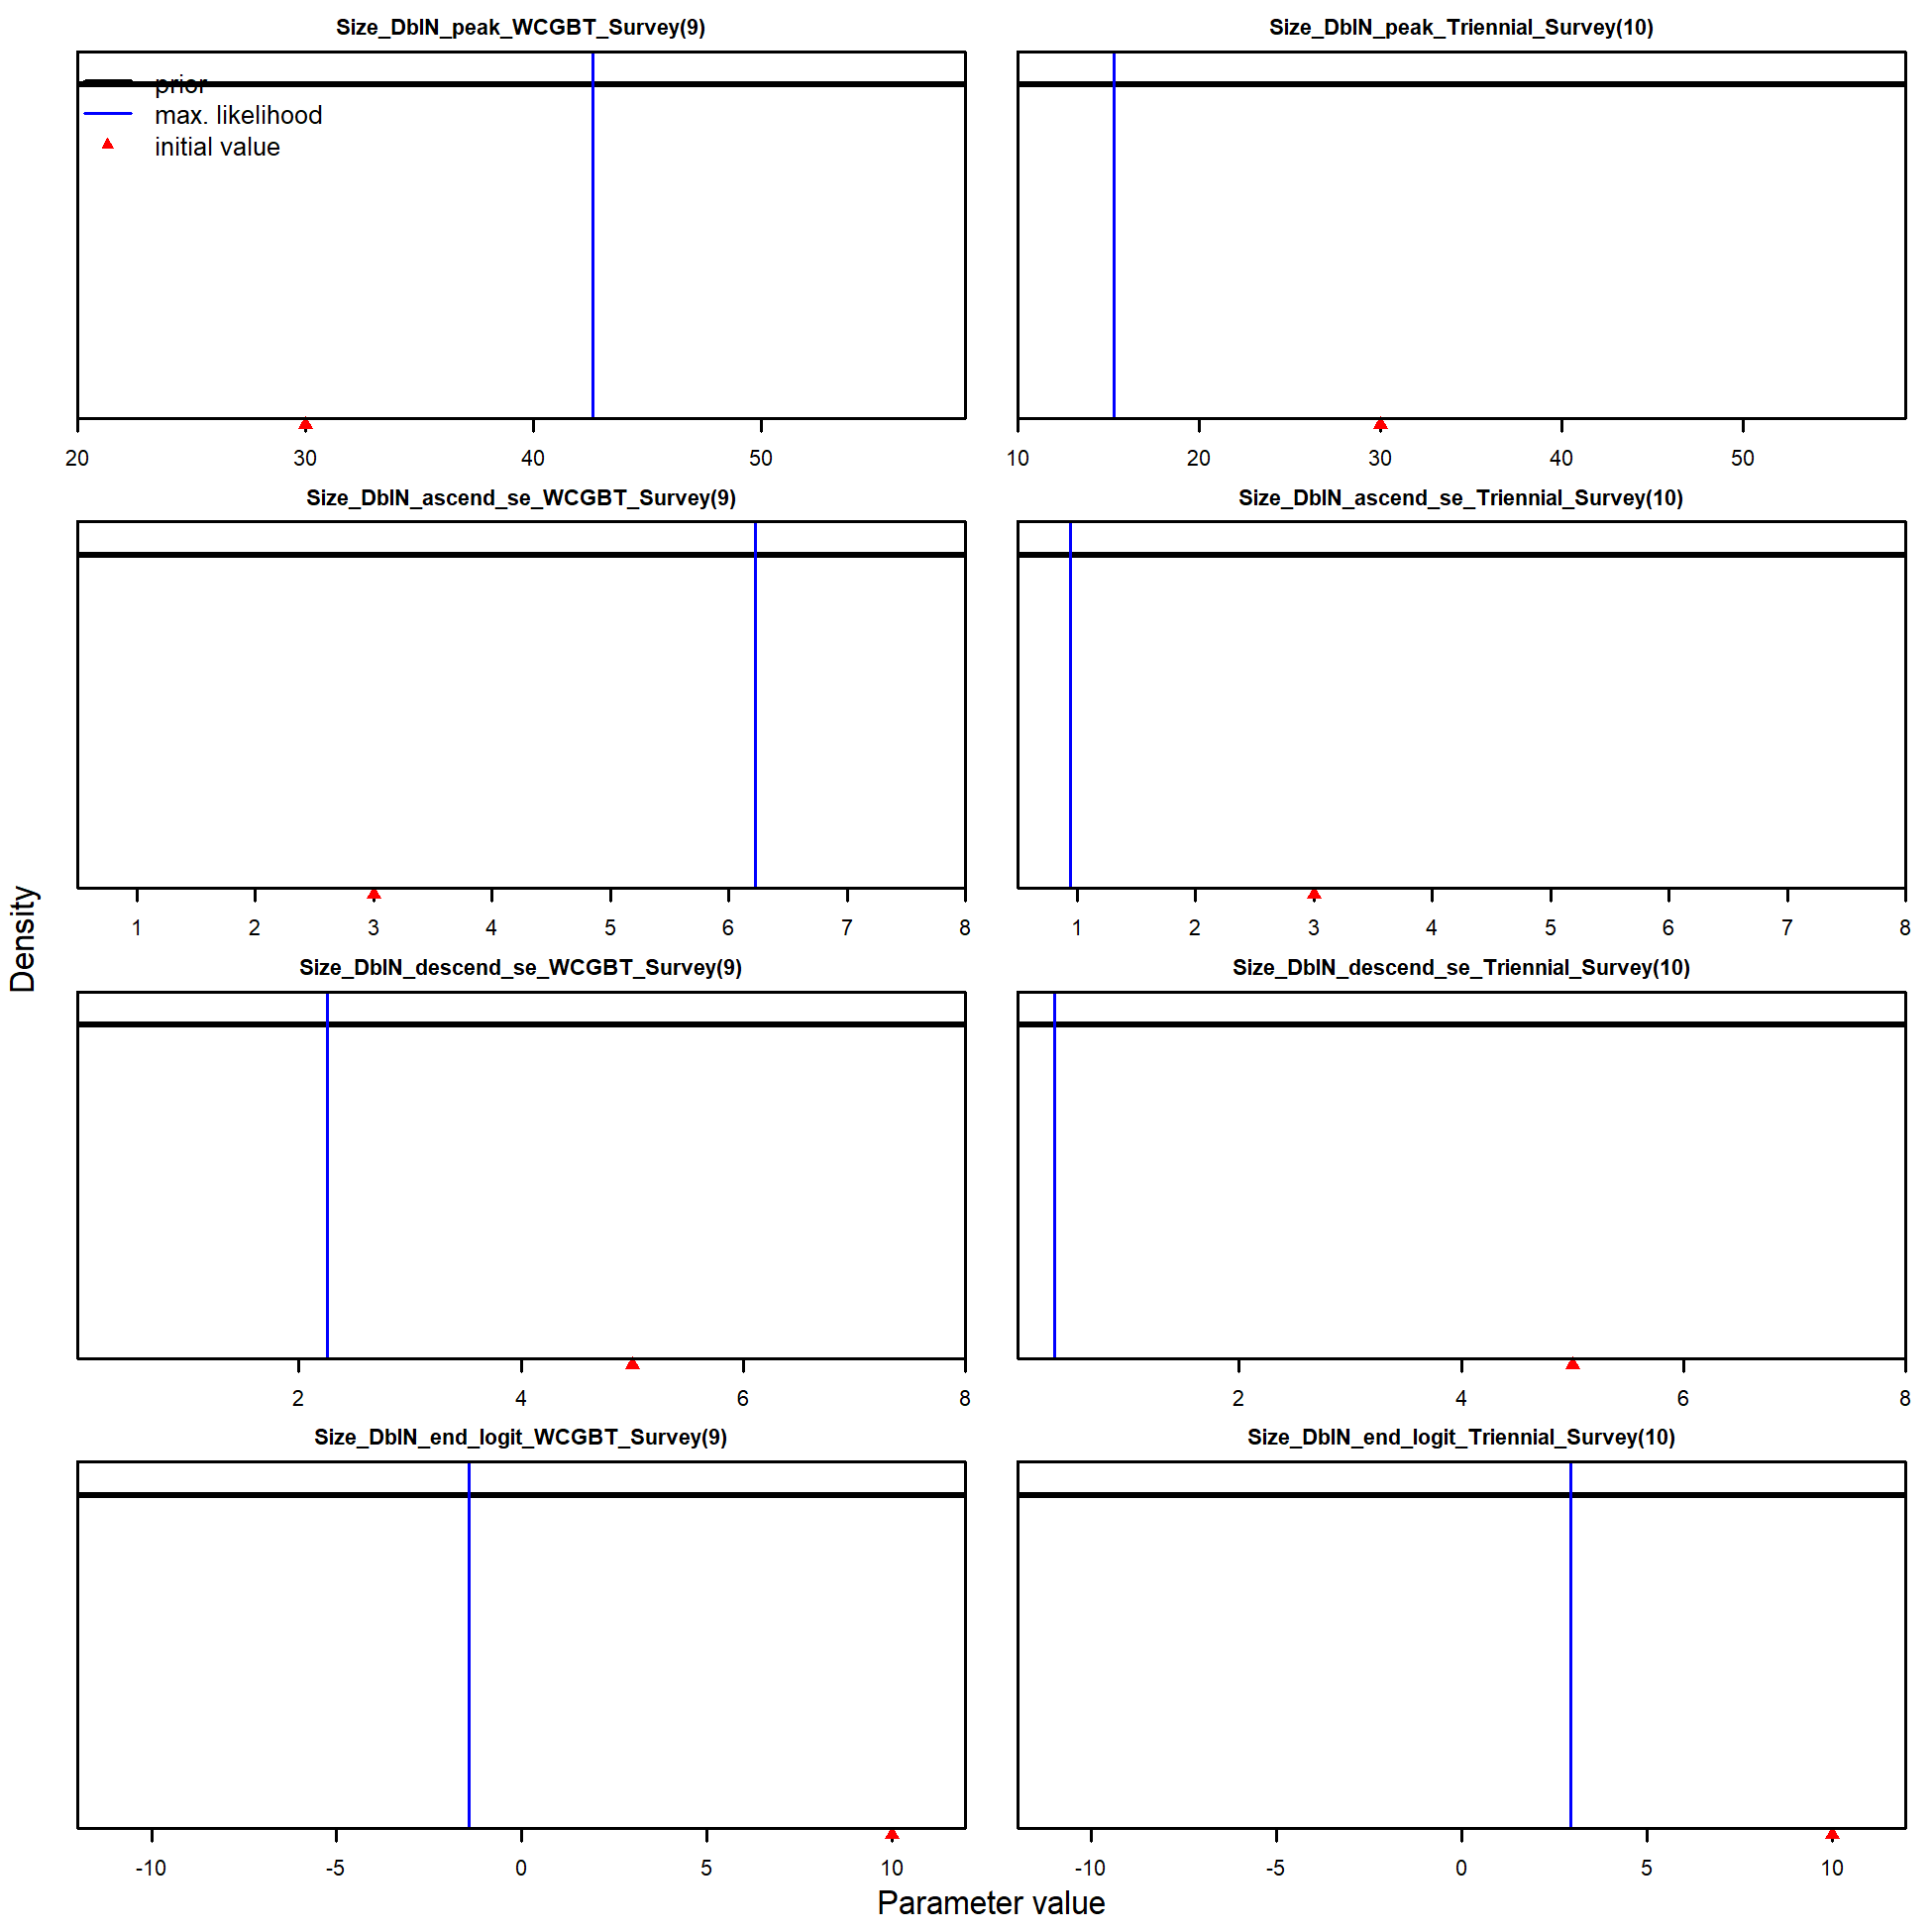 Size_DblN_peak_WCGBT_Survey(9)
prior
max. likelihood
initial value
20 30 40 50
Size_DblN_peak_Triennial_Survey(10)
10 20 30 40 50
Size_DblN_ascend_se_WCGBT_Survey(9)
1 2 3 4 5 6 7 8
Size_DblN_ascend_se_Triennial_Survey(10)
1 2 3 4 5 6 7 8
Size_DblN_descend_se_WCGBT_Survey(9)
2 4 6 8
Size_DblN_descend_se_Triennial_Survey(10)
2 4 6 8
Size_DblN_end_logit_WCGBT_Survey(9)
-10 -5 0 5 10
Size_DblN_end_logit_Triennial_Survey(10)
-10 -5 0 5 10
Density
Parameter value